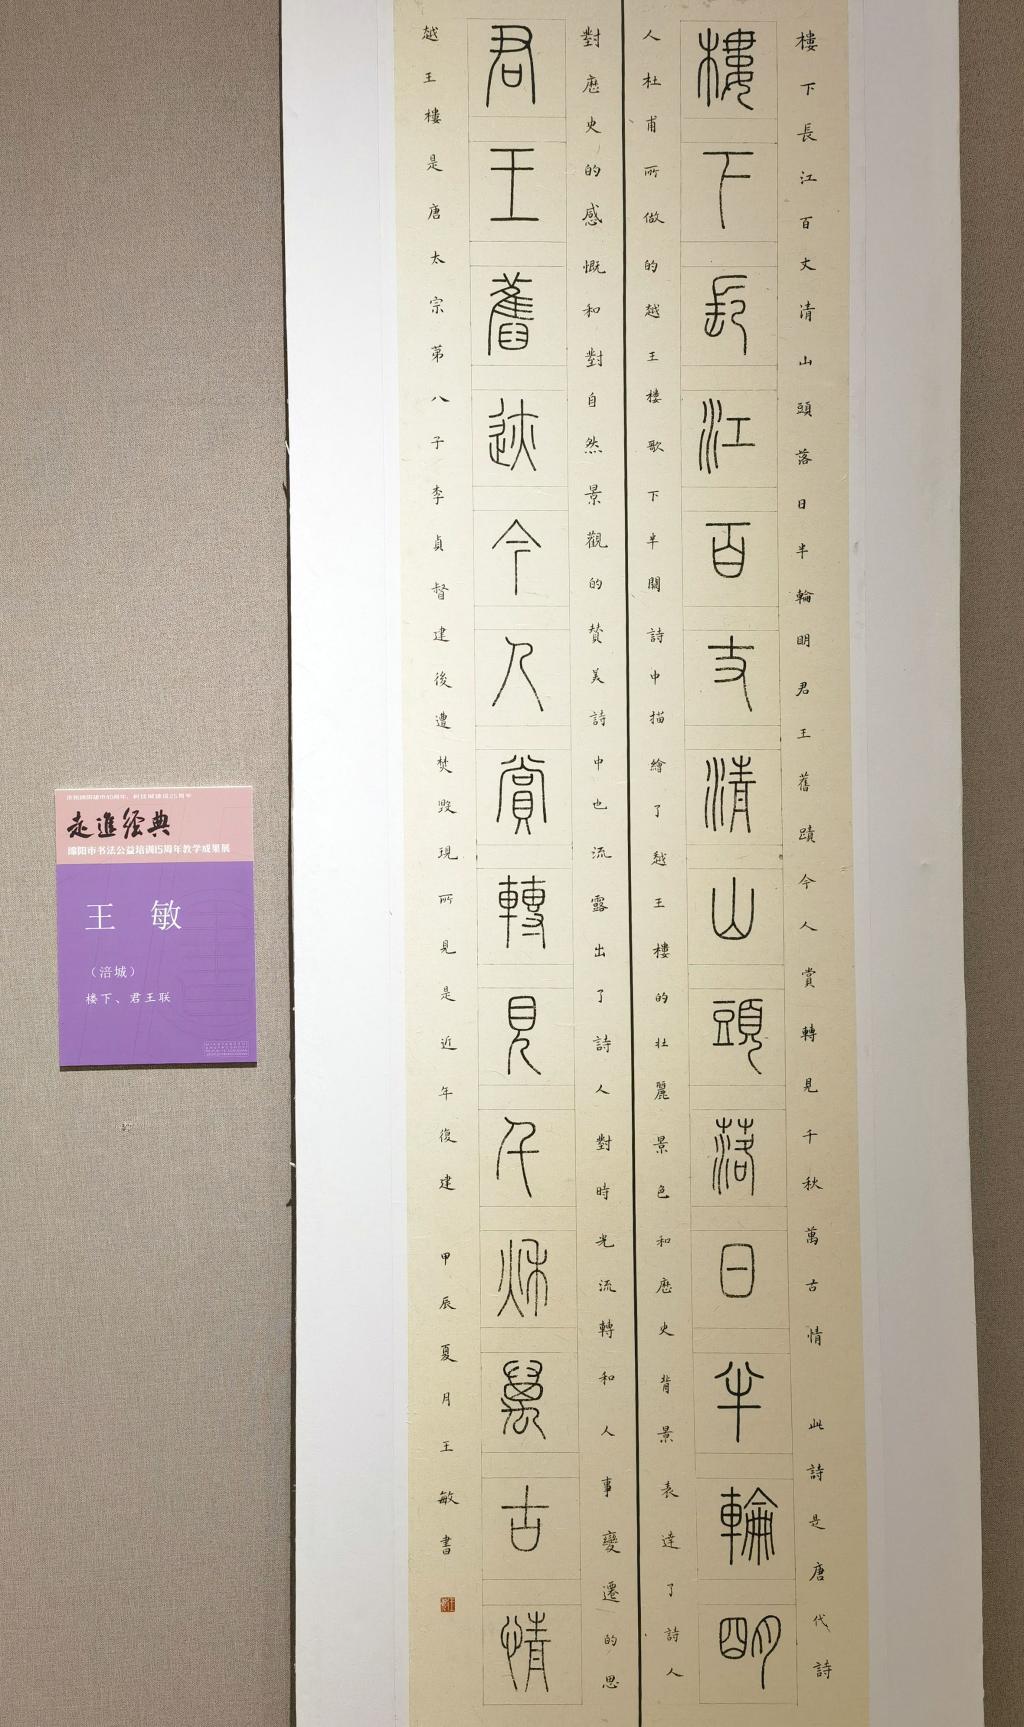 樓下長江百丈清山頭落日半輪明君王舊蹟今人賞轉見千秋萬古情 此詩是唐代詩
樓下長江百丈清山頭落日半輪明
人杜甫所做的越王樓歌下半闋詩中描繪了越王樓的壯麗景色和歷史背景表達了詩人
對歷史的感慨和對自然景觀的贊美詩中也流露出了詩人對時光流轉和人事變遷的思
君王舊迹今人賞轉見千秋萬古情
越王樓是唐太宗第八子李貞督建後遭焚毀現所見是近年復建 甲辰夏月王敏書
走進經典
绵阳市书法公益培训15周年教学成果展
王 敏
（涪城）
楼下、君王联